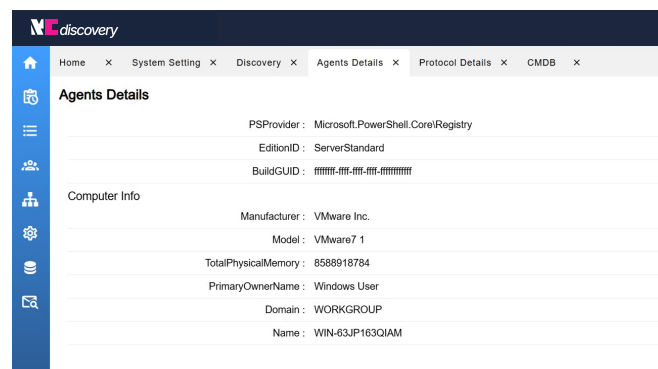 NC discovery
Home × System Setting × Discovery × Agents Details × Protocol Details × CMDB ×
Agents Details
PSProvider : Microsoft.PowerShell.Core\Registry
EditionID : ServerStandard
BuildGUID : ffffffff-ffff-ffff-ffff-ffffffffffff
Computer Info
Manufacturer : VMware Inc.
Model : VMware7 1
TotalPhysicalMemory : 8588918784
PrimaryOwnerName : Windows User
Domain : WORKGROUP
Name : WIN-63JP163QIAM